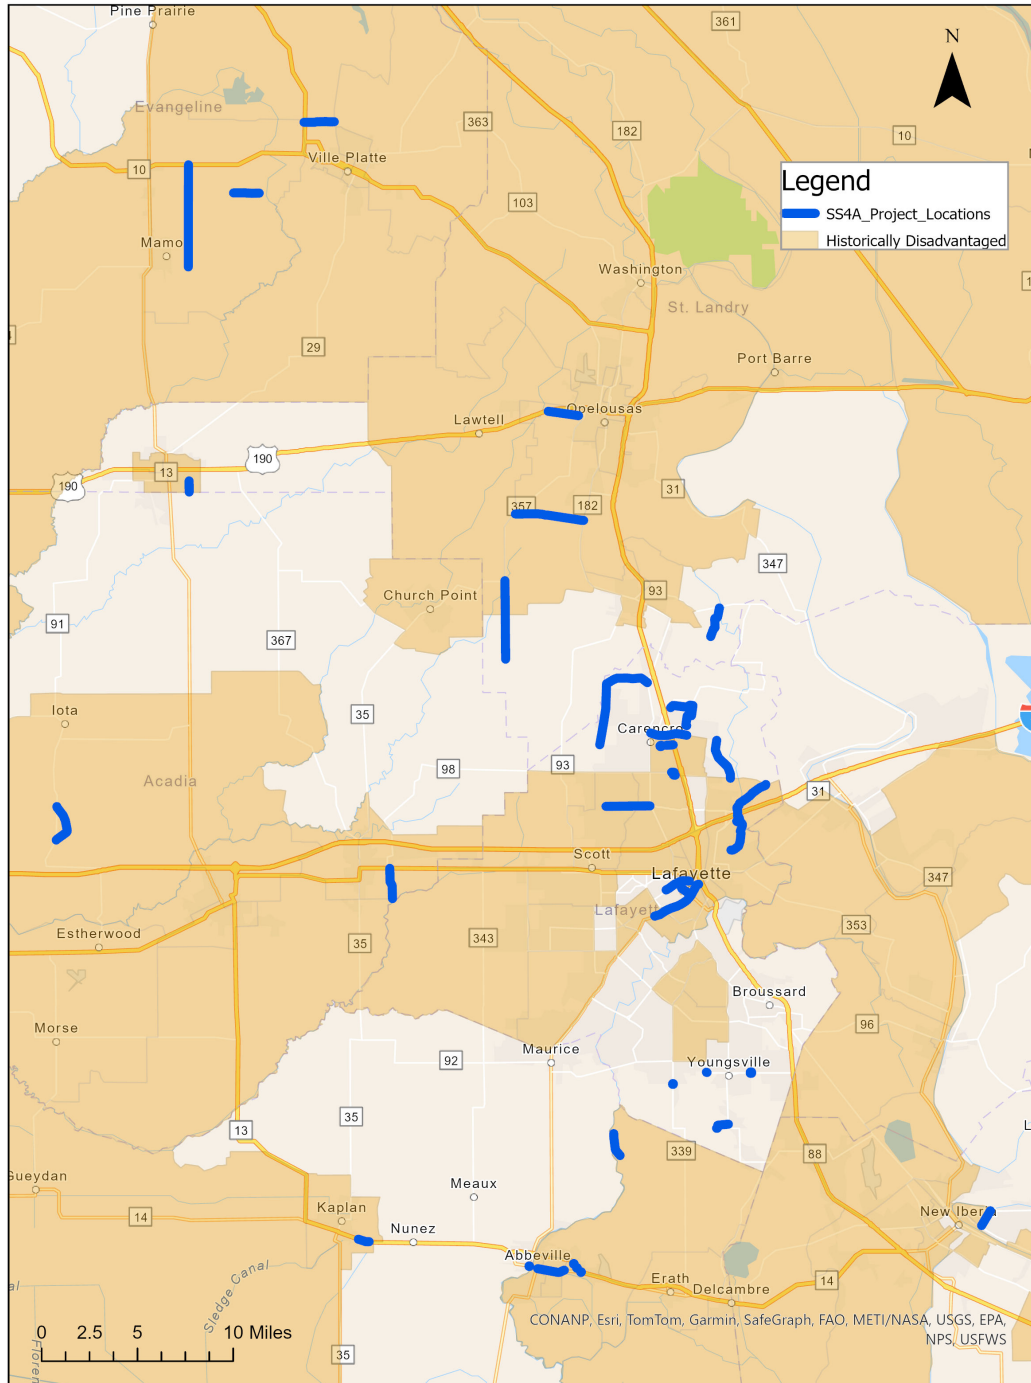 Pine Prairie
361
N
Evangeline
363
182
10
10
Ville Platte
Legend
SS4A_Project_Locations
Historically Disadvantaged
103
Mamo
Washington
St. Landry
29
Port Barre
Lawtell
Opelousas
190
13
190
31
357
182
347
93
Church Point
91
367
Iota
35
Carencro
98
93
Acadia
31
Scott
Lafayette
347
Lafayette
353
Estherwood
35
343
Broussard
96
Morse
Maurice
92
Youngsville
35
13
339
88
Gueydan
Meaux
14
Kaplan
Nunez
New Iberia
Abbeville
Sledge Canal
Erath
Delcambre
14
CONANP, Esri, TomTom, Garmin, SafeGraph, FAO, METI/NASA, USGS, EPA,
NPS, USFWS
0 2.5 5 10 Miles
35
Floren